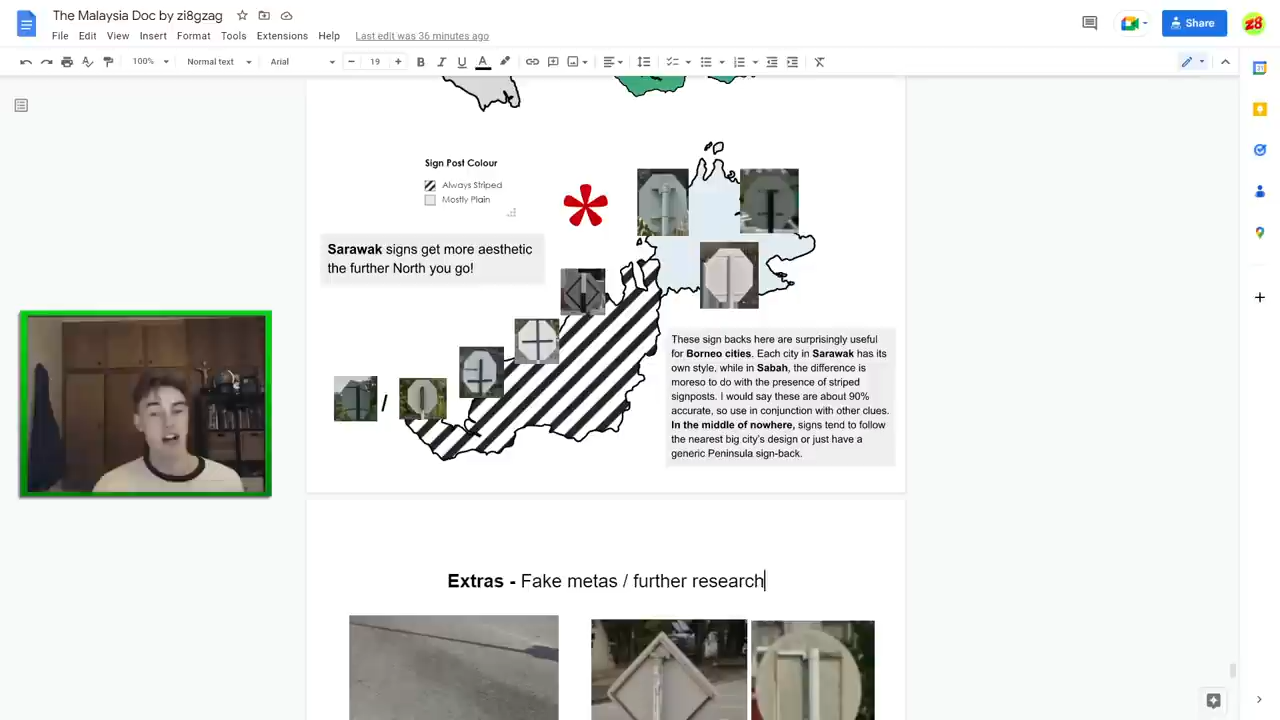 The Malaysia Doc by zi8gzag
File Edit View Insert Format Tools Extensions Help Last edit was 36 minutes ago
Share
Z8
100% Normal text Arial 19
Sign Post Colour
Always Striped
Mostly Plain
*
Sarawak signs get more aesthetic
the further North you go!
/
These sign backs here are surprisingly useful
for Borneo cities. Each city in Sarawak has its
own style, while in Sabah, the difference is
moreso to do with the presence of striped
signposts. I would say these are about 90%
accurate, so use in conjunction with other clues.
In the middle of nowhere, signs tend to follow
the nearest big city's design or just have a
generic Peninsula sign-back.
Extras - Fake metas / further research